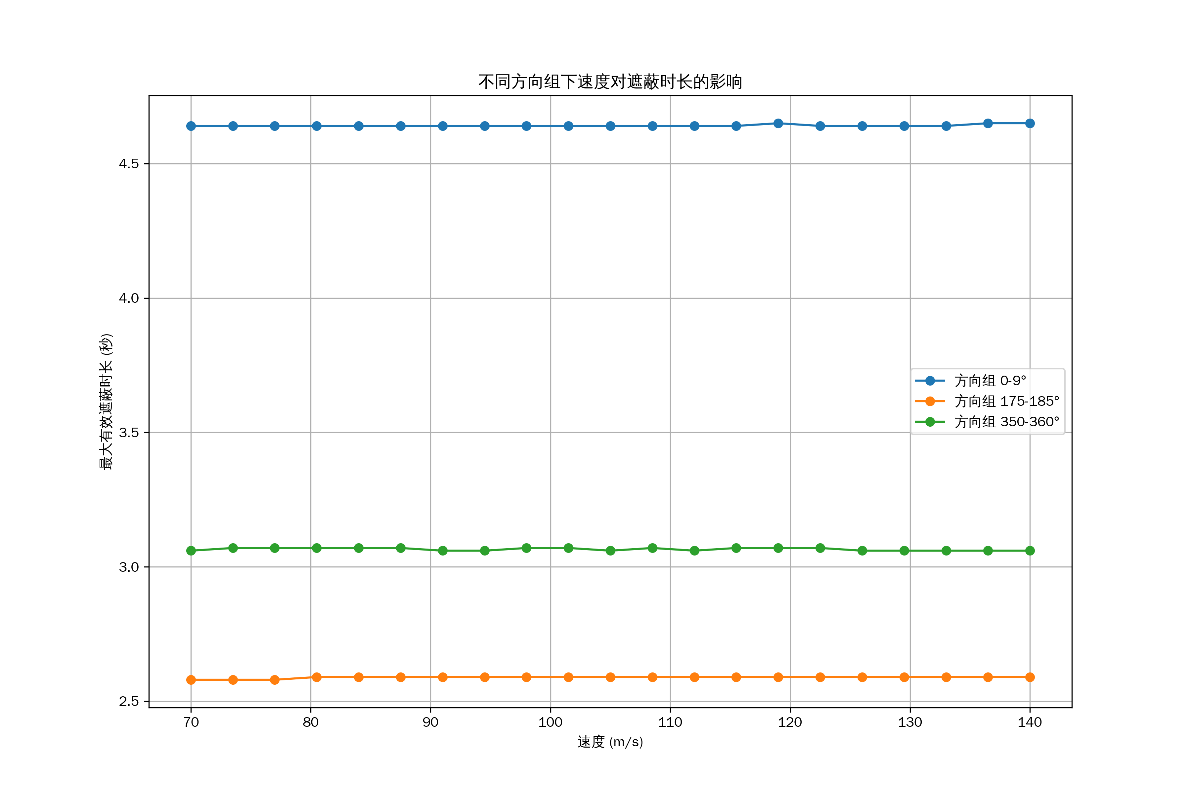 不同方向组下速度对遮蔽时长的影响
最大有效遮蔽时长 (秒)
4.5
4.0
3.5
3.0
2.5
方向组 0-9°
方向组 175-185°
方向组 350-360°
70 80 90 100 110 120 130 140
速度 (m/s)